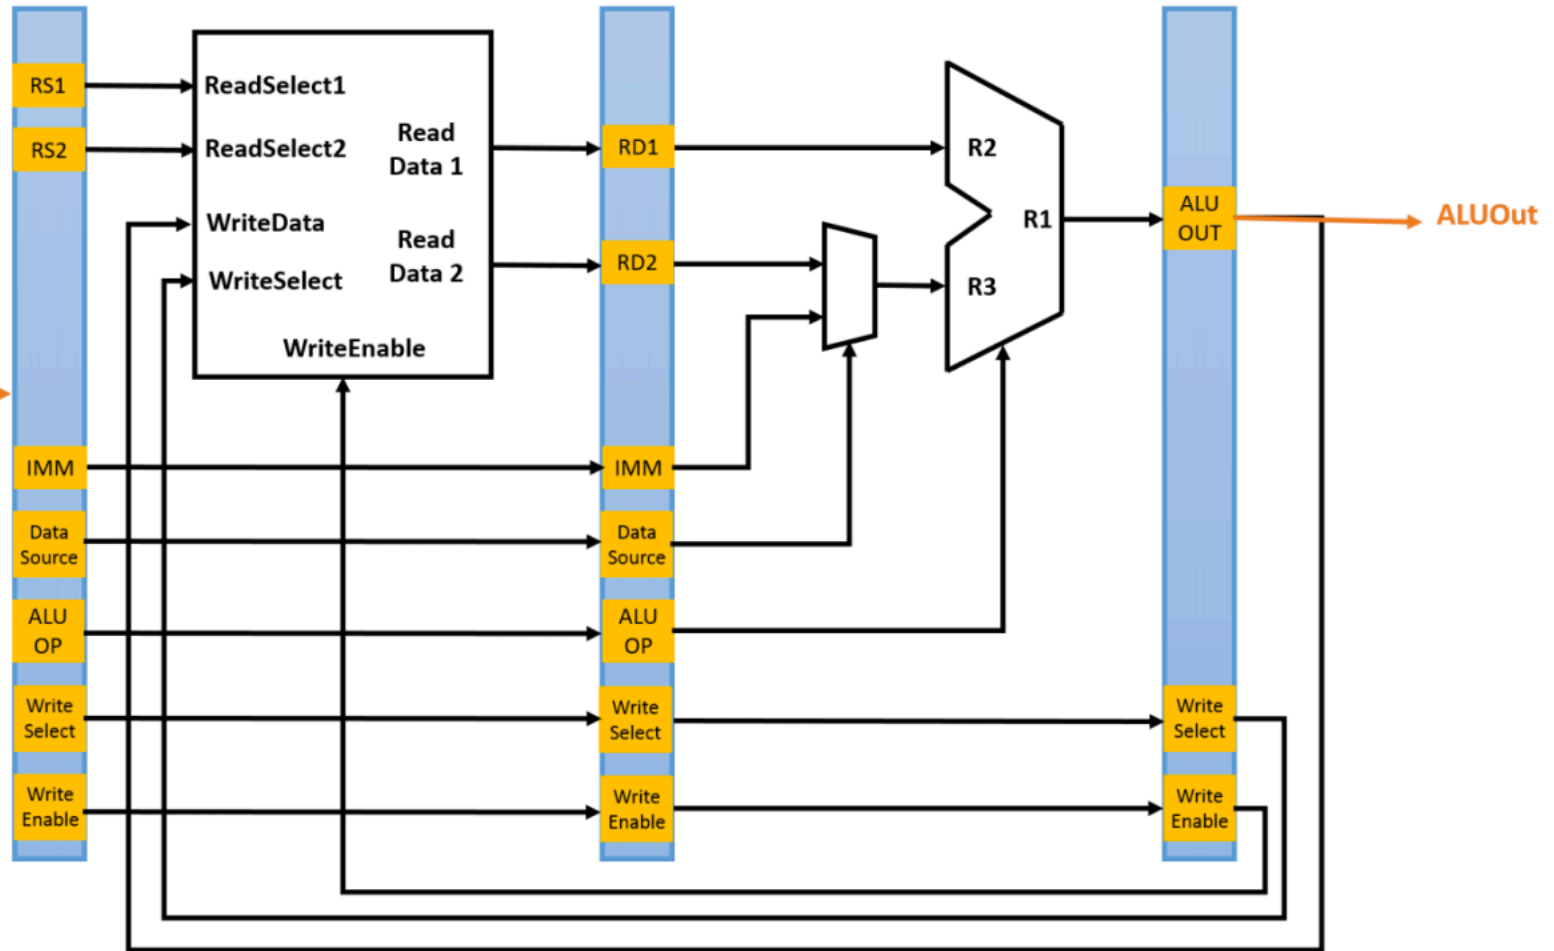 RS1
RS2
ReadSelect1
ReadSelect2
WriteData
WriteSelect
WriteEnable
Read
Data 1
Read
Data 2
RD1
RD2
R2
R3
R1
ALU
OUT
ALUOut
IMM
IMM
Data
Source
Data
Source
ALU
OP
ALU
OP
Write
Select
Write
Select
Write
Select
Write
Enable
Write
Enable
Write
Enable